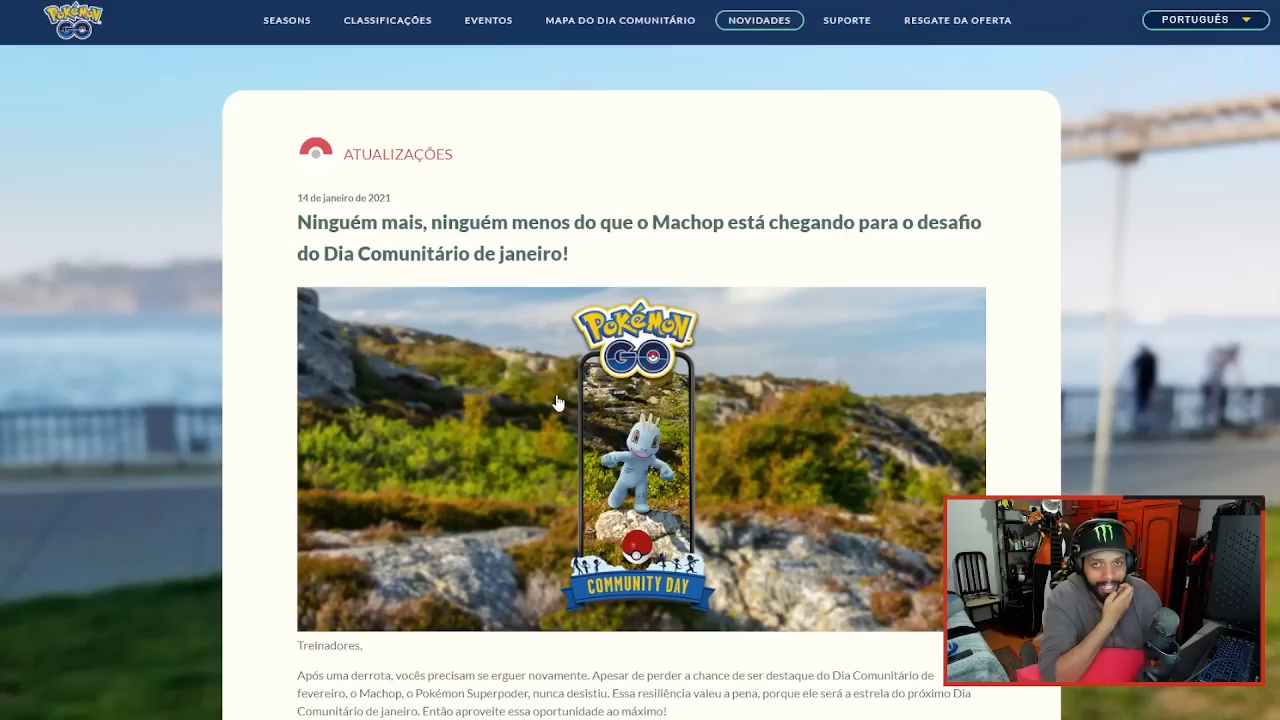 POKÉMON GO
SEASONS CLASSIFICAÇÕES EVENTOS MAPA DO DIA COMUNITÁRIO NOVIDADES SUPORTE RESGATE DA OFERTA PORTUGUÊS
ATUALIZAÇÕES
14 de janeiro de 2021
Ninguém mais, ninguém menos do que o Machop está chegando para o desafio
do Dia Comunitário de janeiro!
POKÉMON
GO
COMMUNITY DAY
Treinadores,
Após uma derrota, vocês precisam se erguer novamente. Apesar de perder a chance de ser destaque do Dia Comunitário de
fevereiro, o Machop, o Pokémon Superpoder, nunca desistiu. Essa resiliência valeu a pena, porque ele será a estrela do próximo Dia
Comunitário de janeiro. Então aproveite essa oportunidade ao máximo!